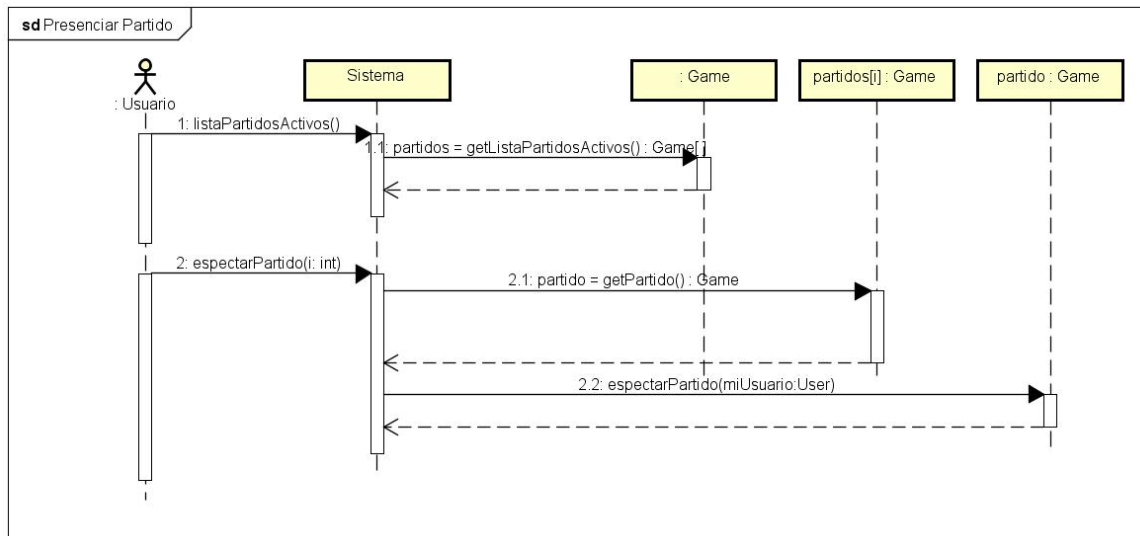 sd Presenciar Partido
: Usuario
Sistema
: Game
partidos[i] : Game
partido : Game
1: listaPartidosActivos()
1.1: partidos = getListaPartidosActivos() : Game[ ]
2: espectarPartido(i: int)
2.1: partido = getPartido() : Game
2.2: espectarPartido(miUsuario:User)